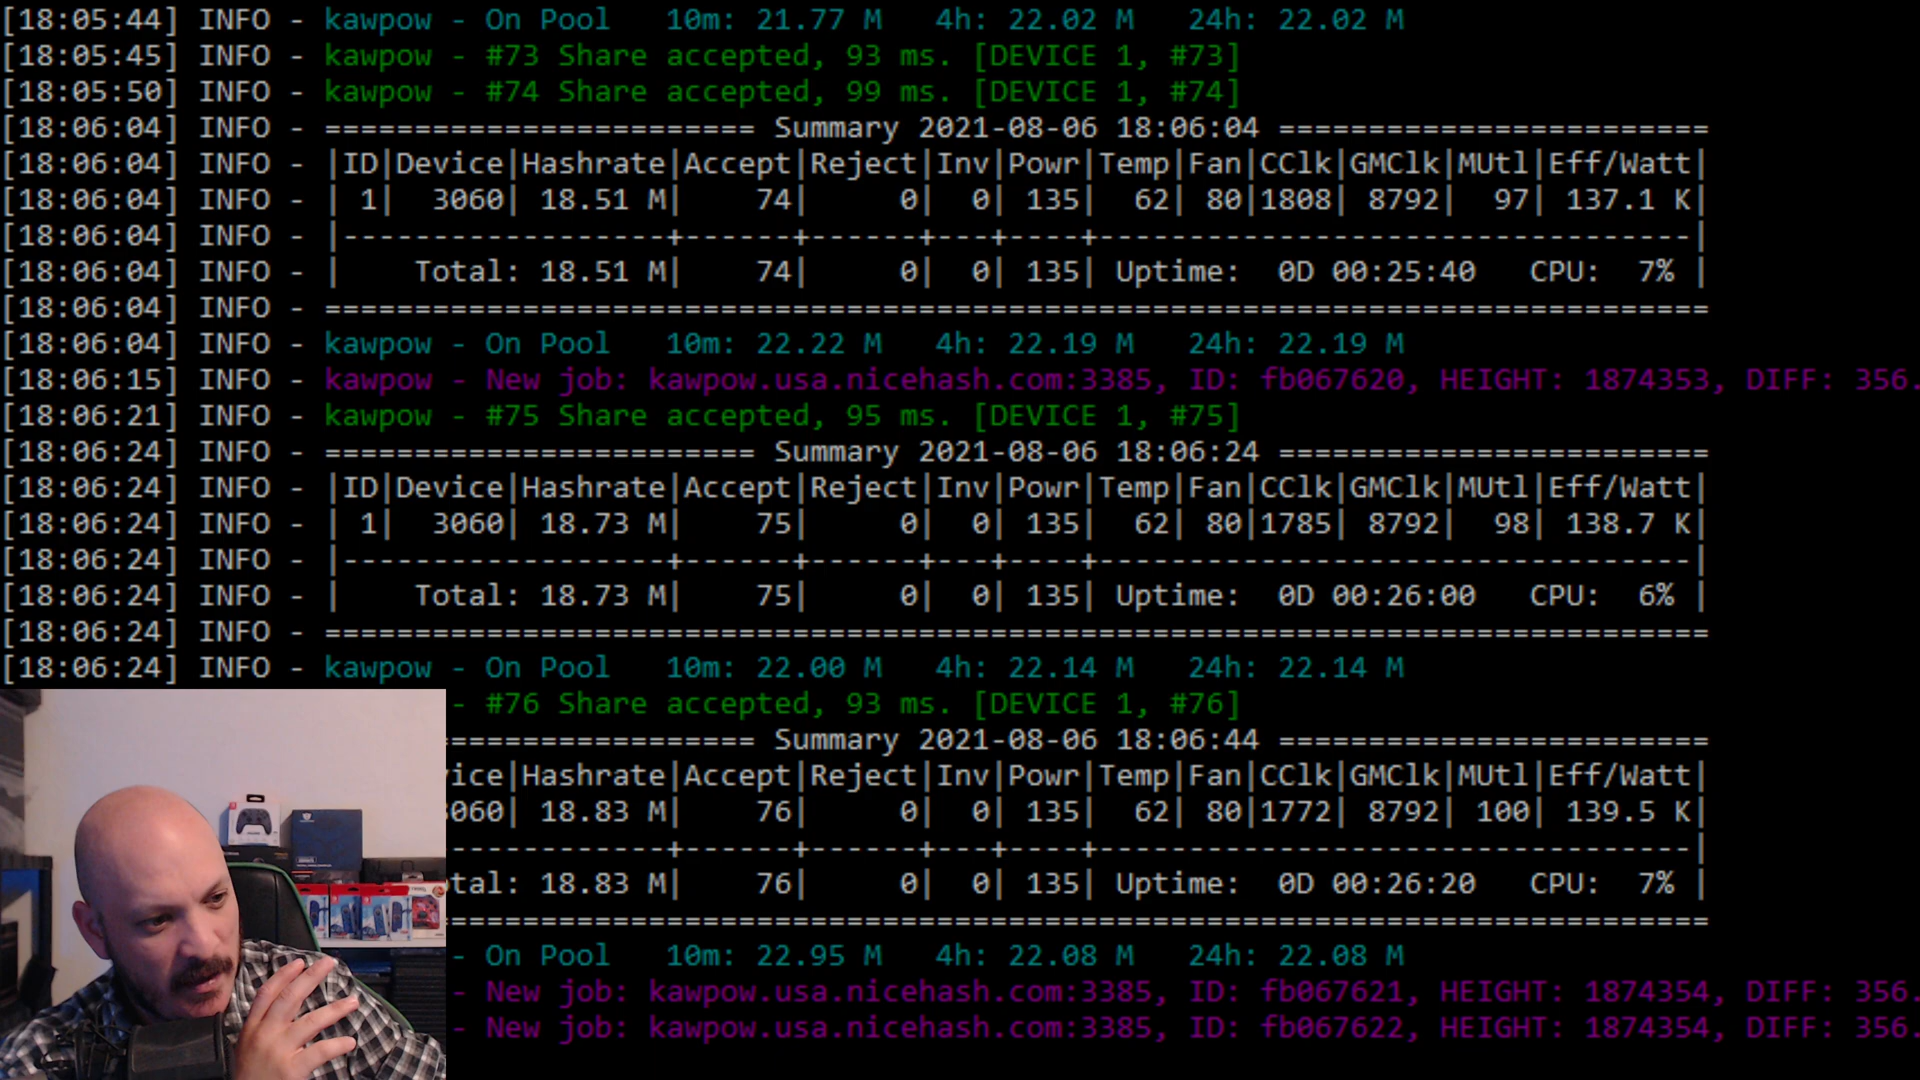 [18:05:44] INFO - kawpow - On Pool   10m: 21.77 M   4h: 22.02 M   24h: 22.02 M
[18:05:45] INFO - kawpow - #73 Share accepted, 93 ms. [DEVICE 1, #73]
[18:05:50] INFO - kawpow - #74 Share accepted, 99 ms. [DEVICE 1, #74]
[18:06:04] INFO - ======================== Summary 2021-08-06 18:06:04 ========================
[18:06:04] INFO - |ID|Device|Hashrate|Accept|Reject|Inv|Powr|Temp|Fan|CClk|GMClk|MUtl|Eff/Watt|
[18:06:04] INFO - | 1|  3060| 18.51 M|    74|     0|  0| 135|  62| 80|1808| 8792|  97| 137.1 K|
[18:06:04] INFO - |------------------+------+------+---+----+---------------------------------|
[18:06:04] INFO - |    Total: 18.51 M|    74|     0|  0| 135| Uptime:  0D 00:25:40   CPU:  7% |
[18:06:04] INFO - =============================================================================
[18:06:04] INFO - kawpow - On Pool   10m: 22.22 M   4h: 22.19 M   24h: 22.19 M
[18:06:15] INFO - kawpow - New job: kawpow.usa.nicehash.com:3385, ID: fb067620, HEIGHT: 1874353, DIFF: 356.
[18:06:21] INFO - kawpow - #75 Share accepted, 95 ms. [DEVICE 1, #75]
[18:06:24] INFO - ======================== Summary 2021-08-06 18:06:24 ========================
[18:06:24] INFO - |ID|Device|Hashrate|Accept|Reject|Inv|Powr|Temp|Fan|CClk|GMClk|MUtl|Eff/Watt|
[18:06:24] INFO - | 1|  3060| 18.73 M|    75|     0|  0| 135|  62| 80|1785| 8792|  98| 138.7 K|
[18:06:24] INFO - |------------------+------+------+---+----+---------------------------------|
[18:06:24] INFO - |    Total: 18.73 M|    75|     0|  0| 135| Uptime:  0D 00:26:00   CPU:  6% |
[18:06:24] INFO - =============================================================================
[18:06:24] INFO - kawpow - On Pool   10m: 22.00 M   4h: 22.14 M   24h: 22.14 M
- #76 Share accepted, 93 ms. [DEVICE 1, #76]
================= Summary 2021-08-06 18:06:44 ========================
vice|Hashrate|Accept|Reject|Inv|Powr|Temp|Fan|CClk|GMClk|MUtl|Eff/Watt|
3060| 18.83 M|    76|     0|  0| 135|  62| 80|1772| 8792| 100| 139.5 K|
------------+------+------+---+----+---------------------------------|
otal: 18.83 M|    76|     0|  0| 135| Uptime:  0D 00:26:20   CPU:  7% |
======================================================================
- On Pool   10m: 22.95 M   4h: 22.08 M   24h: 22.08 M
- New job: kawpow.usa.nicehash.com:3385, ID: fb067621, HEIGHT: 1874354, DIFF: 356.
- New job: kawpow.usa.nicehash.com:3385, ID: fb067622, HEIGHT: 1874354, DIFF: 356.